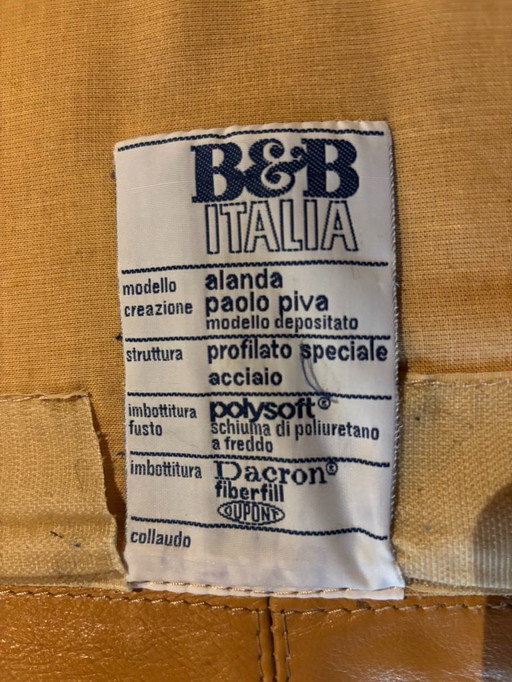 B&B
ITALIA
modello alanda
creazione paolo piva
modello depositato
struttura profilato speciale
acciaio
imbottitura polysoft®
fusto schiuma di poliuretano
a freddo
imbottitura Dacron®
fiberfill
DUPONT
collaudo